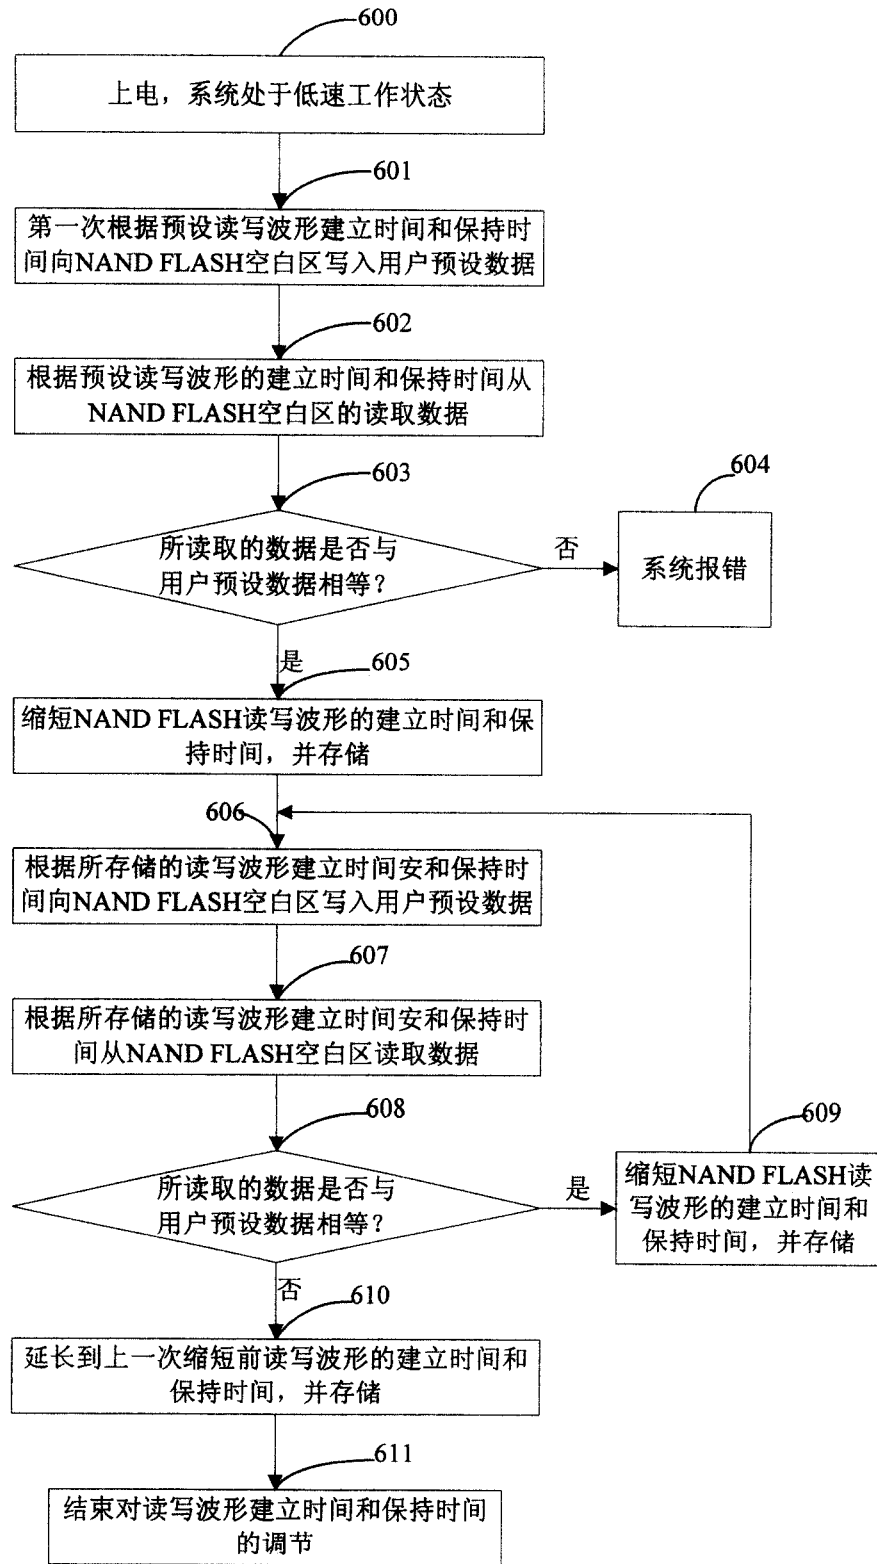 600
上电，系统处于低速工作状态
601
第一次根据预设读写波形建立时间和保持时
间向NAND FLASH空白区写入用户预设数据
602
根据预设读写波形的建立时间和保持时间从
NAND FLASH空白区的读取数据
603
所读取的数据是否与
用户预设数据相等？
否
604
系统报错
是
605
缩短NAND FLASH读写波形的建立时间和保
持时间，并存储
606
根据所存储的读写波形建立时间安和保持时
间向NAND FLASH空白区写入用户预设数据
607
根据所存储的读写波形建立时间安和保持时
间从NAND FLASH空白区读取数据
608
所读取的数据是否与
用户预设数据相等？
是
609
缩短NAND FLASH读
写波形的建立时间和
保持时间，并存储
否
610
延长到上一次缩短前读写波形的建立时间和
保持时间，并存储
611
结束对读写波形建立时间和保持时间
的调节